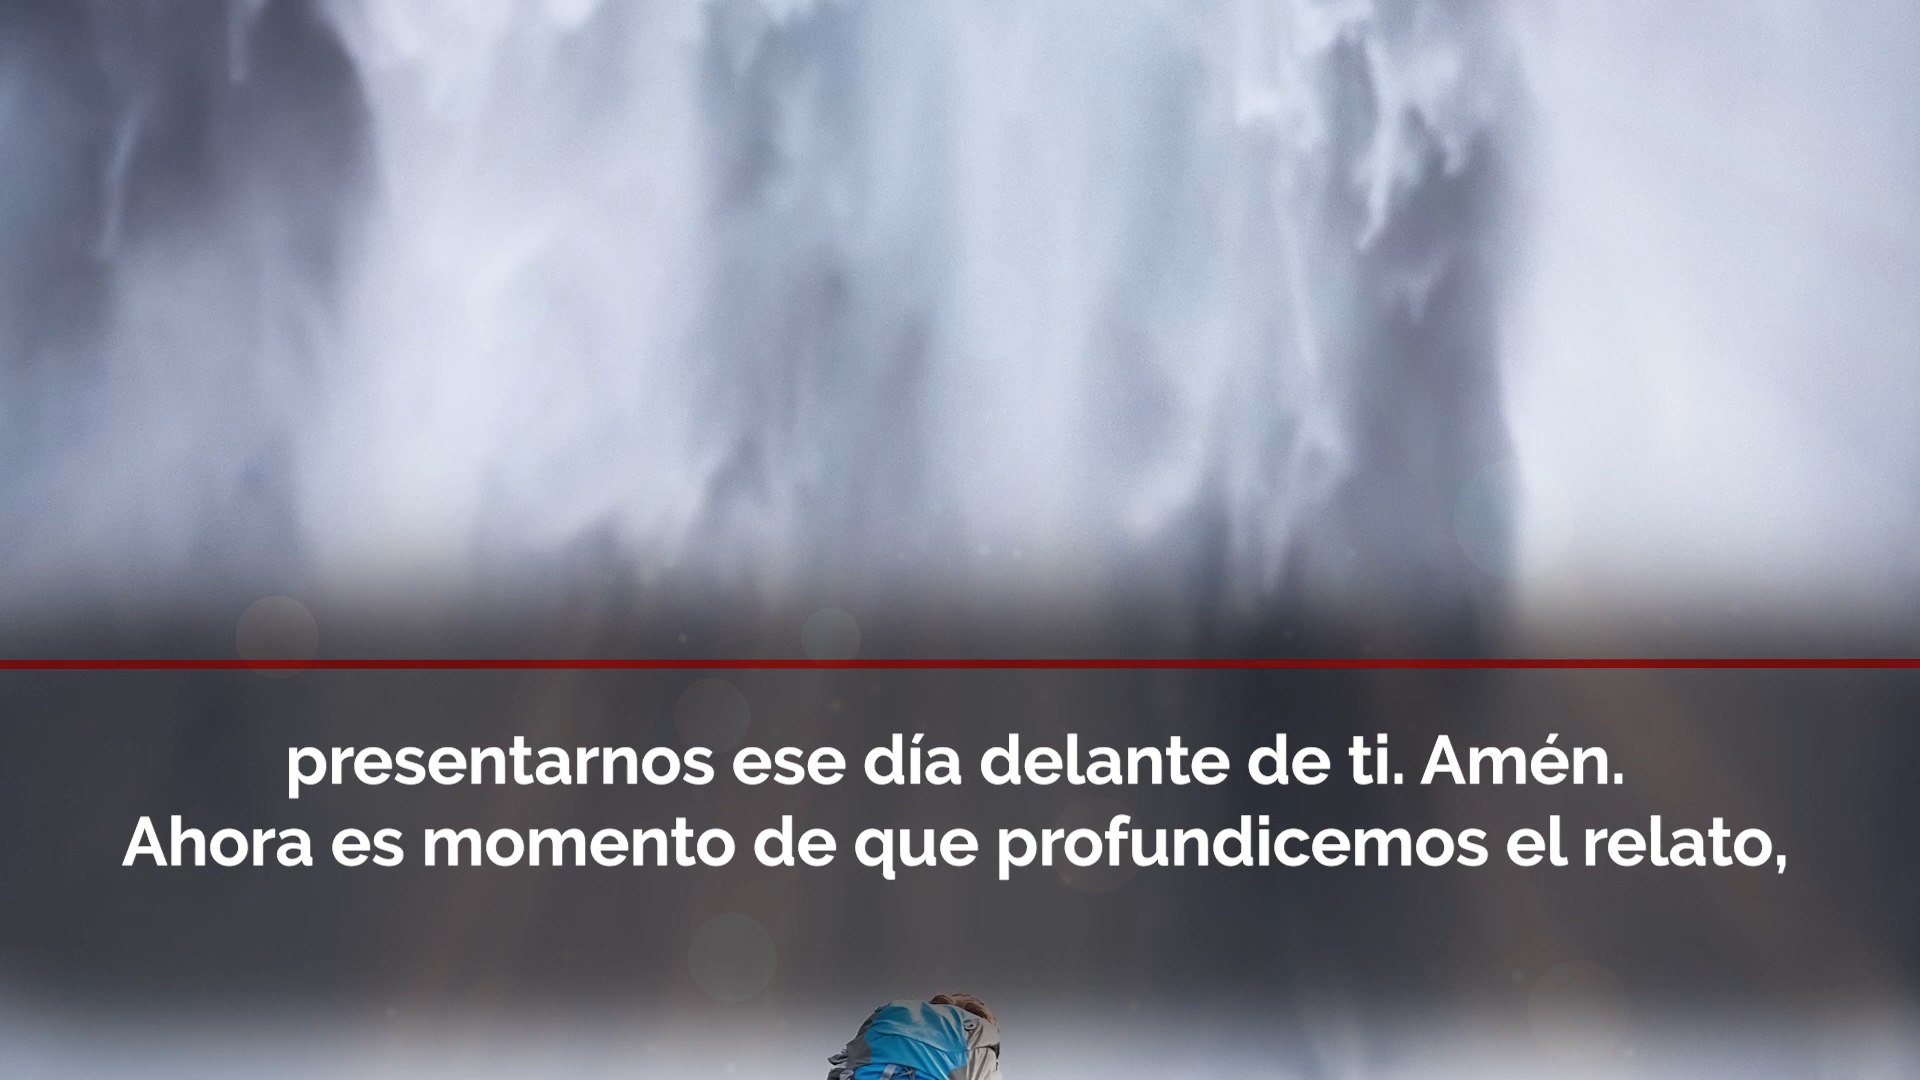 presentarnos ese día delante de ti. Amén.
Ahora es momento de que profundicemos el relato,